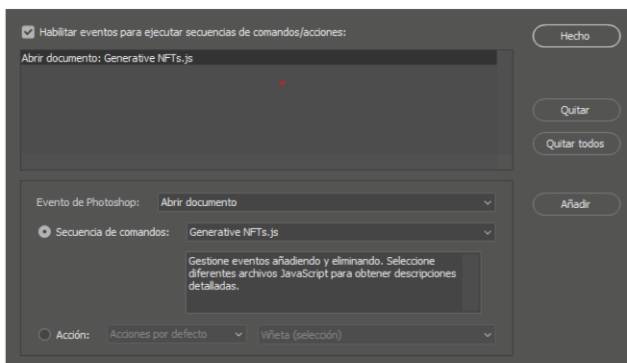 Habilitar eventos para ejecutar secuencias de comandos/acciones:
Hecho
Abrir documento: Generative NFTs.js
Quitar
Quitar todos
Evento de Photoshop: Abrir documento
Añadir
Secuencia de comandos: Generative NFTs.js
Gestione eventos añadiendo y eliminando. Seleccione
diferentes archivos JavaScript para obtener descripciones
detalladas.
Acción: Acciones por defecto Viñeta (selección)